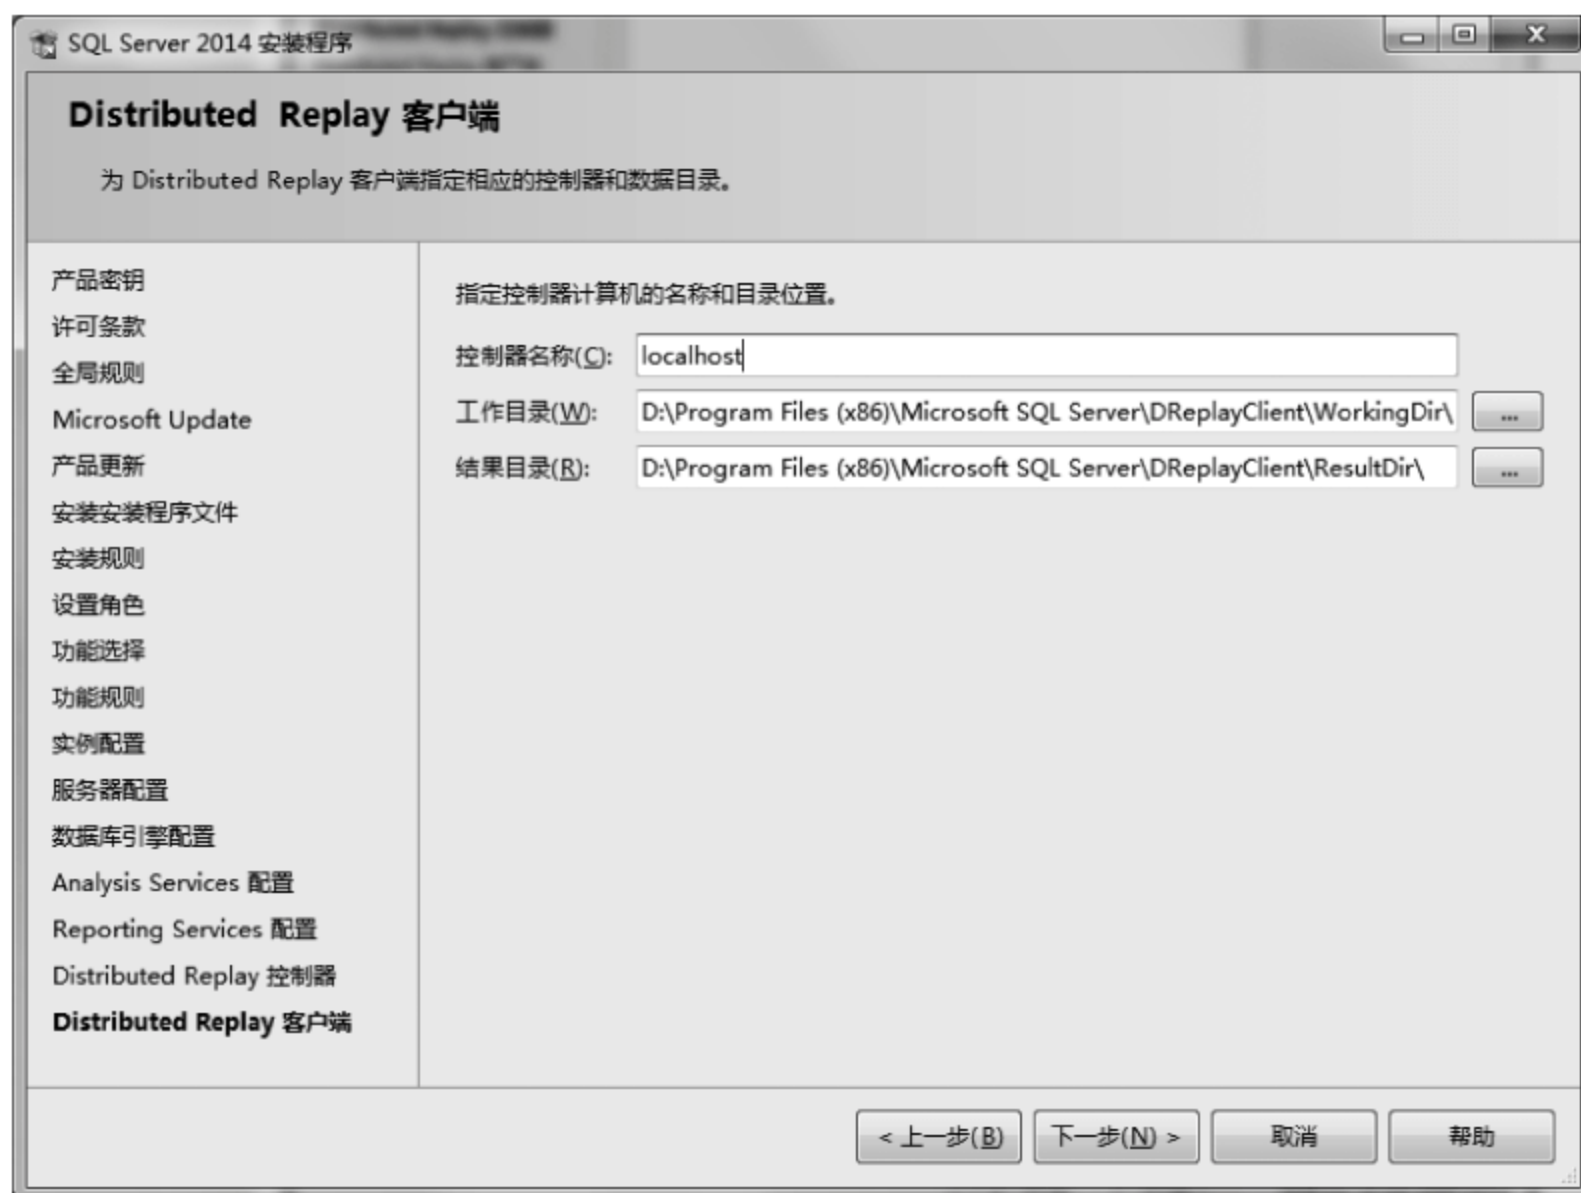 SQL Server 2014 安装程序
Distributed Replay 客户端
为 Distributed Replay 客户端指定相应的控制器和数据目录。
产品密钥
许可条款
全局规则
Microsoft Update
产品更新
安装安装程序文件
安装规则
设置角色
功能选择
功能规则
实例配置
服务器配置
数据库引擎配置
Analysis Services 配置
Reporting Services 配置
Distributed Replay 控制器
Distributed Replay 客户端
指定控制器计算机的名称和目录位置。
控制器名称(C): localhost
工作目录(W): D:\Program Files (x86)\Microsoft SQL Server\DReplayClient\WorkingDir\ ...
结果目录(R): D:\Program Files (x86)\Microsoft SQL Server\DReplayClient\ResultDir\ ...
< 上一步(B) 下一步(N) > 取消 帮助